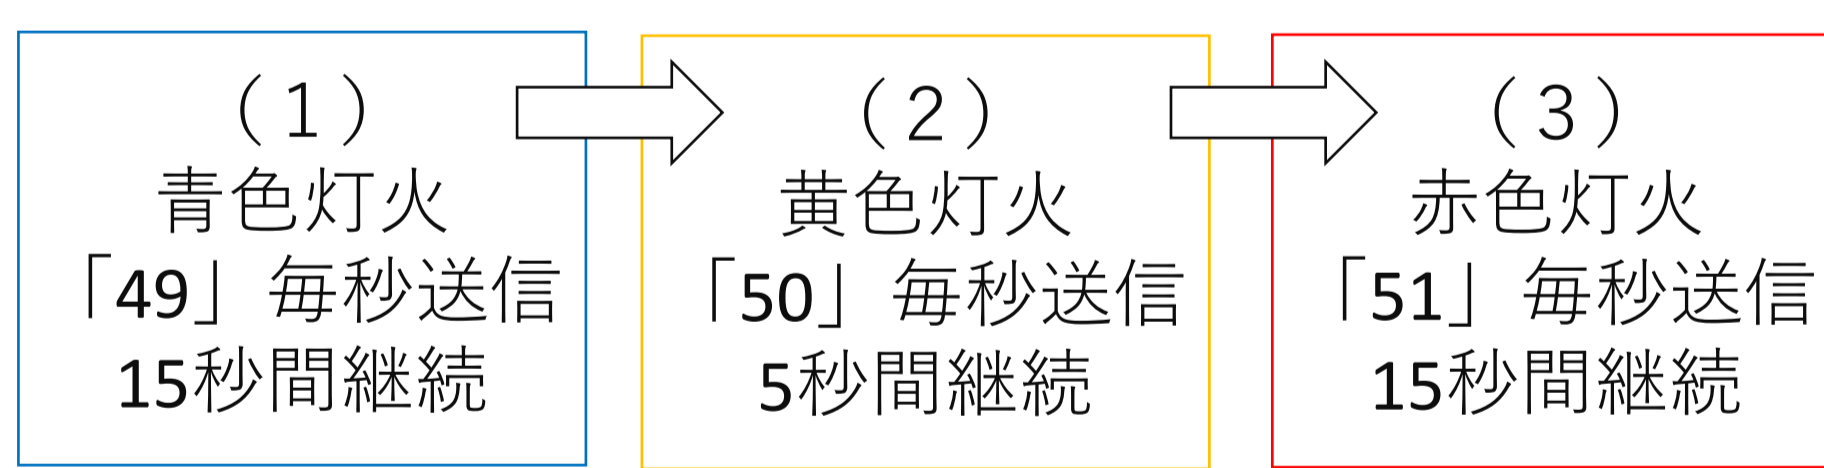 （１）
青色灯火
「49」毎秒送信
15秒間継続
（２）
黄色灯火
「50」毎秒送信
5秒間継続
（３）
赤色灯火
「51」毎秒送信
15秒間継続